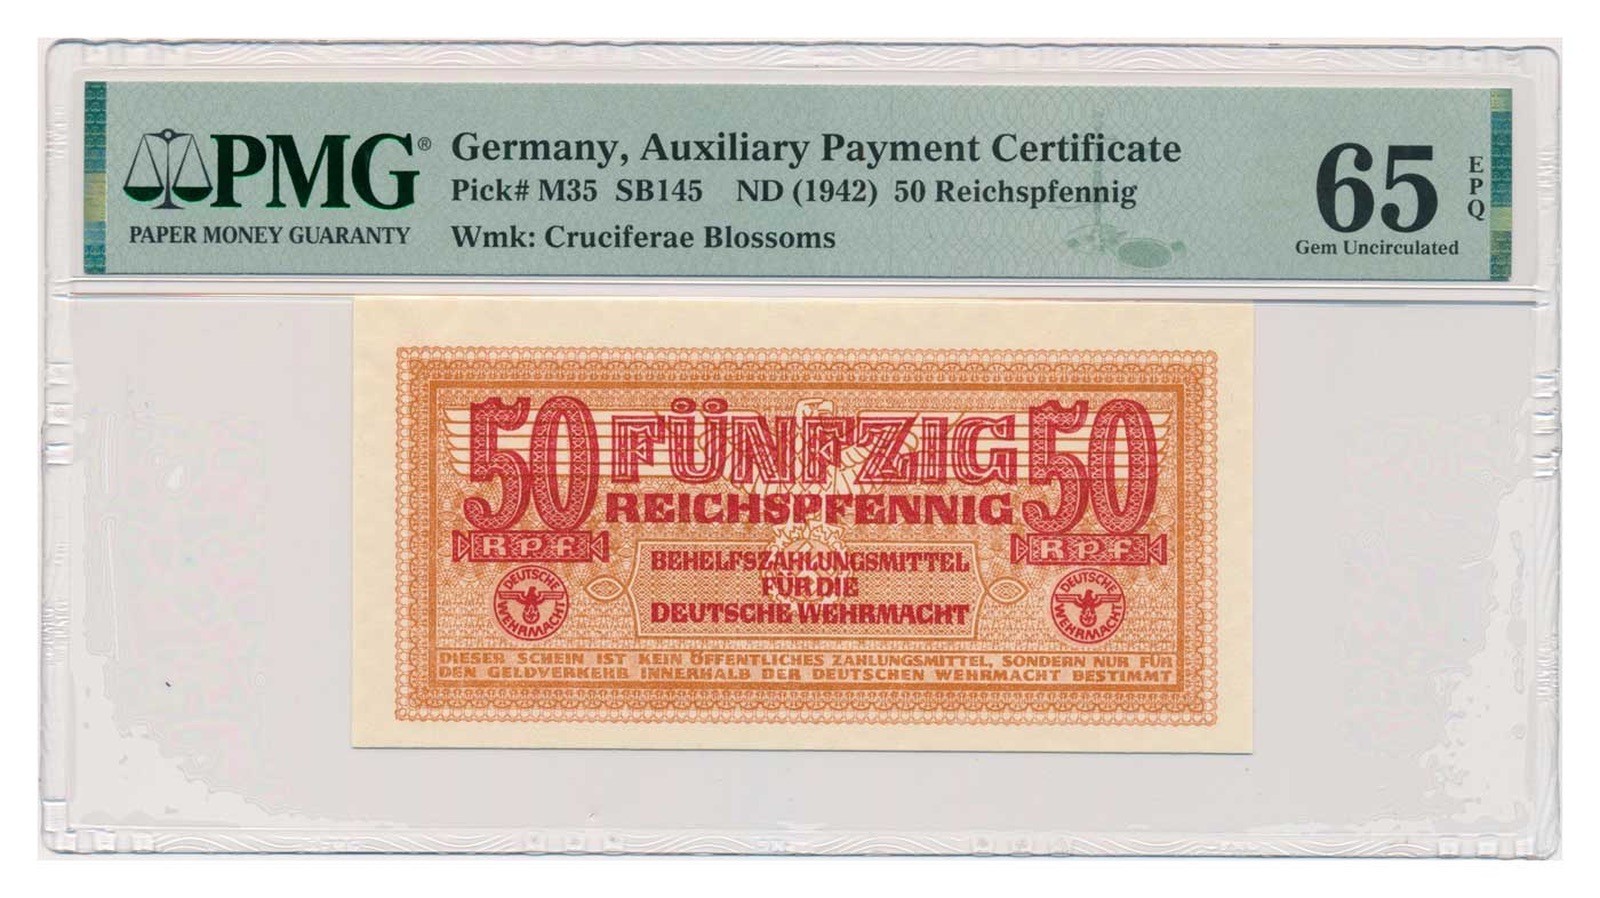 PMG®
PAPER MONEY GUARANTY
Germany, Auxiliary Payment Certificate
Pick# M35 SB145 ND (1942) 50 Reichspfennig
Wmk: Cruciferae Blossoms
65
EPQ
Gem Uncirculated
50 FÜNFZIG 50
REICHSPFENNIG
RPf RPf
BEHELFSZAHLUNGSMITTEL
FÜR DIE
DEUTSCHE WEHRMACHT
DEUTSCHE WEHRMACHT
DEUTSCHE WEHRMACHT
DIESER SCHEIN IST KEIN ÖFFENTLICHES ZAHLUNGSMITTEL, SONDERN NUR FÜR
DEN GELDVERKEHR INNERHALB DER DEUTSCHEN WEHRMACHT BESTIMMT